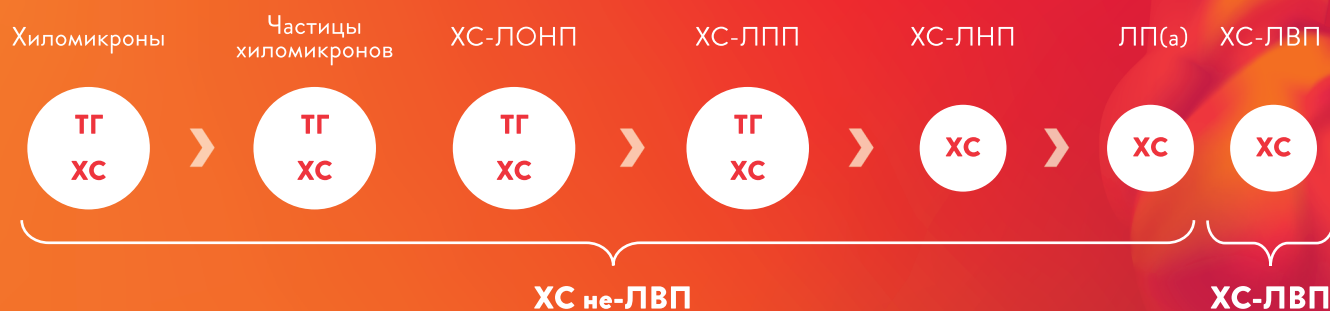 Хиломикроны
Частицы
хиломикронов
ХС-ЛОНП
ХС-ЛПП
ХС-ЛНП
ЛП(а)
ХС-ЛВП
ТГ
ХС
ТГ
ХС
ТГ
ХС
ТГ
ХС
ХС
ХС
ХС
ХС не-ЛВП
ХС-ЛВП